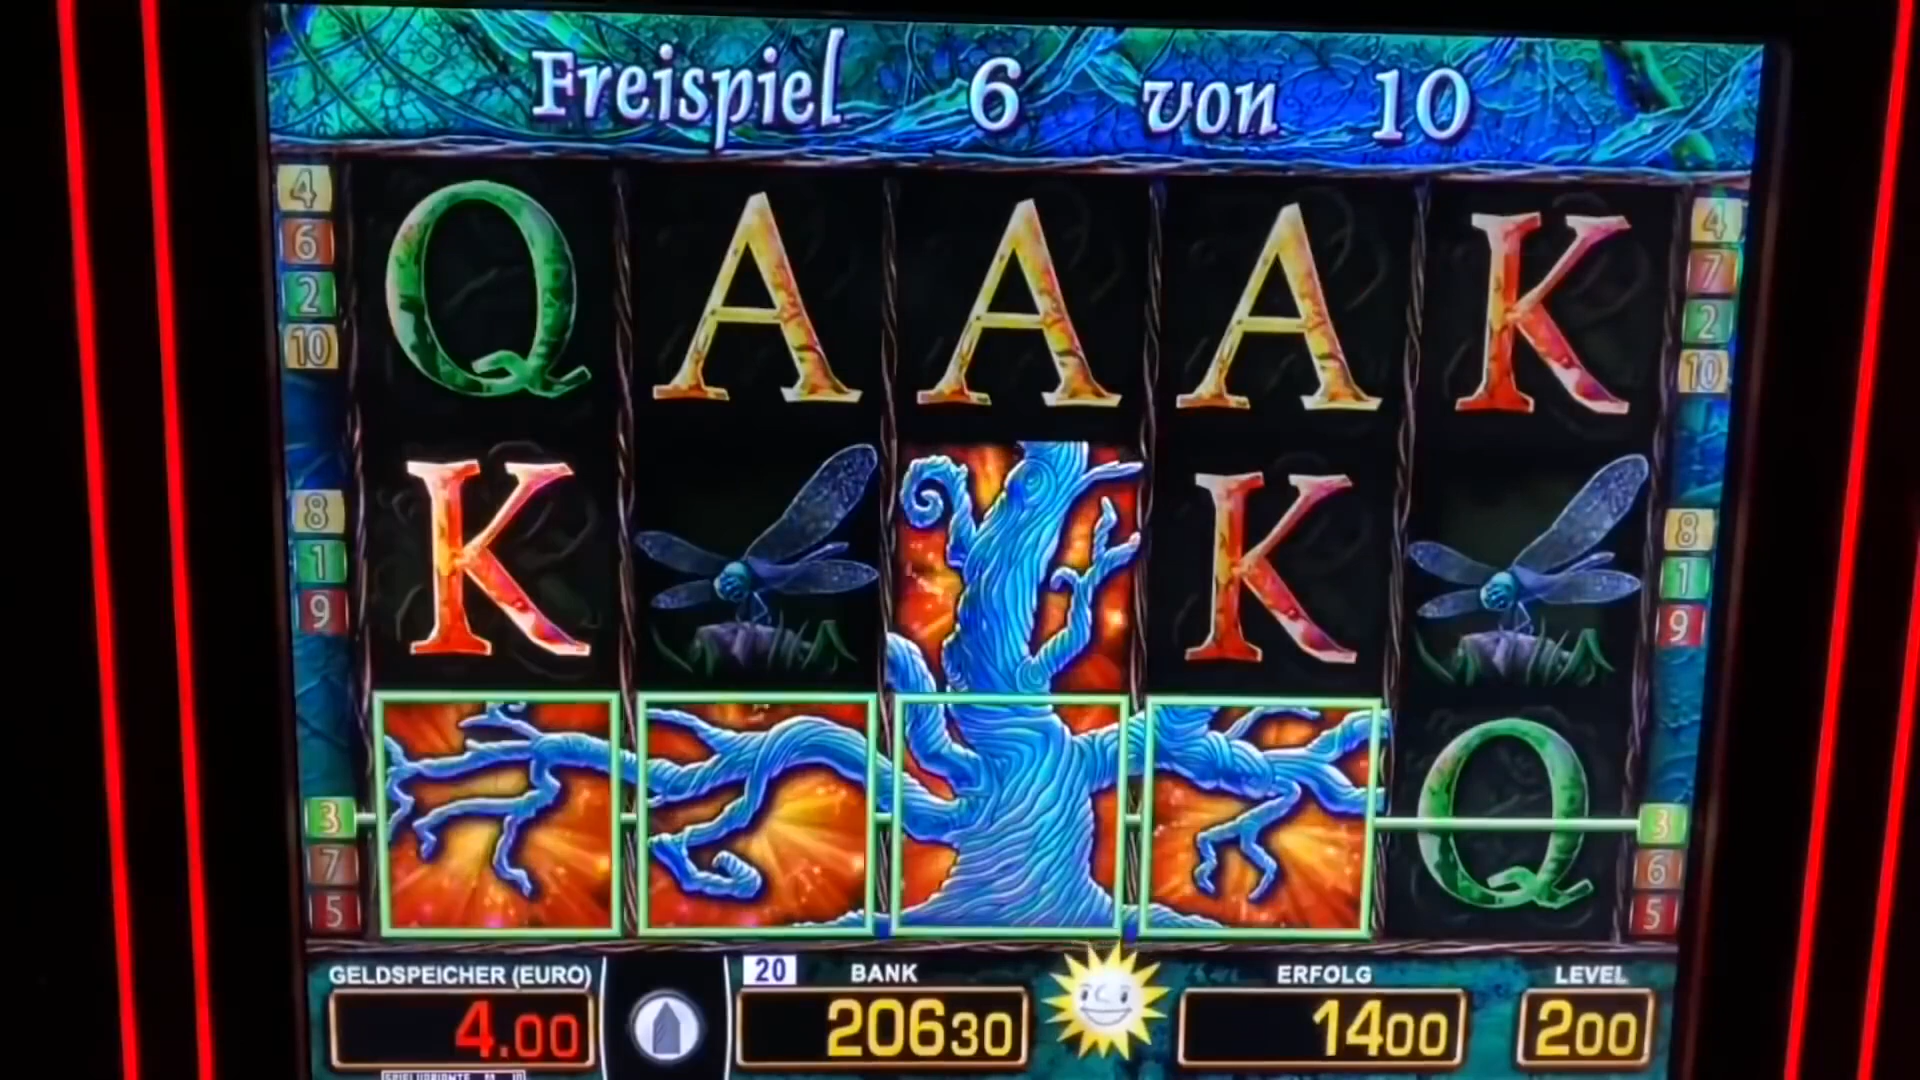 Freispiel 6 von 10
4 Q A A A K 4
6 7
2 2
10 10
8 K K 8
1 1
9 9
3 Q 3
7 6
5 5
GELDSPEICHER (EURO) 20 BANK ERFOLG LEVEL
4.00 20630 1400 200